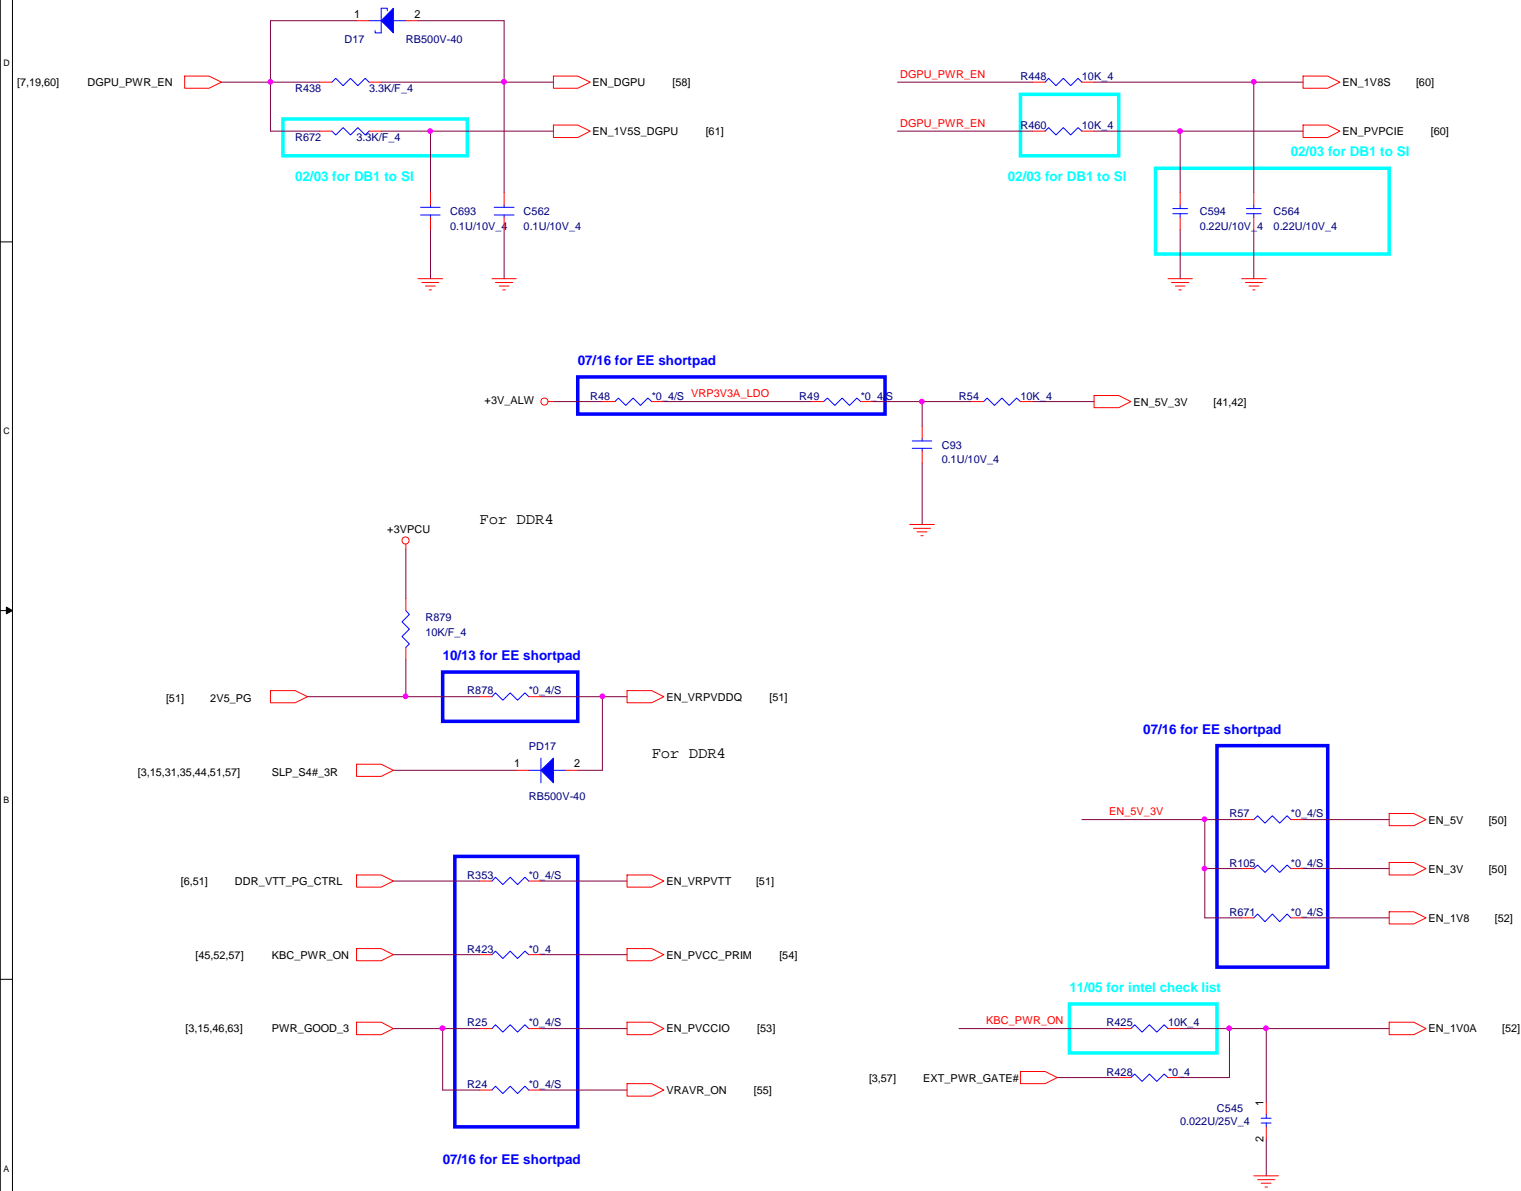 1 2
D17 RB500V-40
D
[7,19,60] DGPU_PWR_EN
R438 3.3K/F_4
EN_DGPU [58]
R672 3.3K/F_4
EN_1V5S_DGPU [61]
02/03 for DB1 to SI
C693
0.1U/10V_4
C562
0.1U/10V_4
DGPU_PWR_EN R448 10K_4
EN_1V8S [60]
DGPU_PWR_EN R460 10K_4
EN_PVPCIE [60]
02/03 for DB1 to SI
02/03 for DB1 to SI
C594
0.22U/10V_4
C564
0.22U/10V_4
07/16 for EE shortpad
+3V_ALW R48 *0_4/S VRP3V3A_LDO R49 *0_4/S R54 10K_4
EN_5V_3V [41,42]
C
C93
0.1U/10V_4
For DDR4
+3VPCU
R879
10K/F_4
10/13 for EE shortpad
[51] 2V5_PG R878 *0_4/S EN_VRPVDDQ [51]
For DDR4
PD17
[3,15,31,35,44,51,57] SLP_S4#_3R 1 2
RB500V-40
B
07/16 for EE shortpad
EN_5V_3V R57 *0_4/S EN_5V [50]
R105 *0_4/S EN_3V [50]
R671 *0_4/S EN_1V8 [52]
[6,51] DDR_VTT_PG_CTRL R353 *0_4/S EN_VRPVTT [51]
[45,52,57] KBC_PWR_ON R423 *0_4 EN_PVCC_PRIM [54]
[3,15,46,63] PWR_GOOD_3 R25 *0_4/S EN_PVCCIO [53]
R24 *0_4/S VRAVR_ON [55]
07/16 for EE shortpad
11/05 for intel check list
KBC_PWR_ON R425 10K_4 EN_1V0A [52]
[3,57] EXT_PWR_GATE# R428 *0_4
C545
0.022U/25V_4
1
2
A